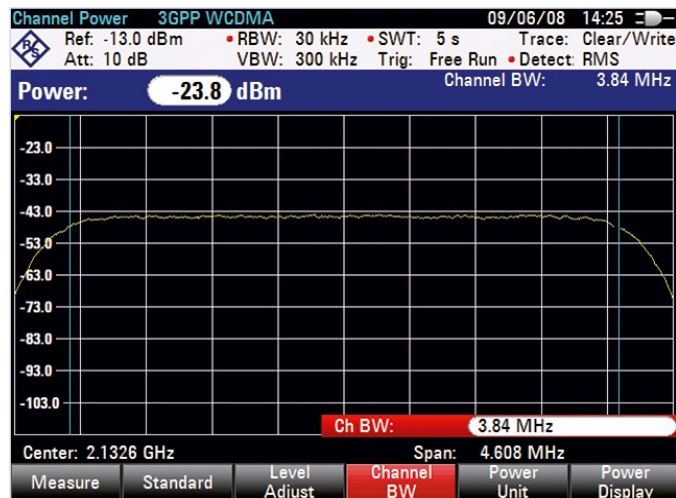 Channel Power 3GPP WCDMA 09/06/08 14:25
R&S Ref: -13.0 dBm • RBW: 30 kHz • SWT: 5 s Trace: Clear/Write
Att: 10 dB VBW: 300 kHz Trig: Free Run • Detect: RMS
Power: -23.8 dBm Channel BW: 3.84 MHz
-23.0
-33.0
-43.0
-53.0
-63.0
-73.0
-83.0
-93.0
-103.0
Ch BW: 3.84 MHz
Center: 2.1326 GHz Span: 4.608 MHz
Measure Standard Level Adjust Channel BW Power Unit Power Display